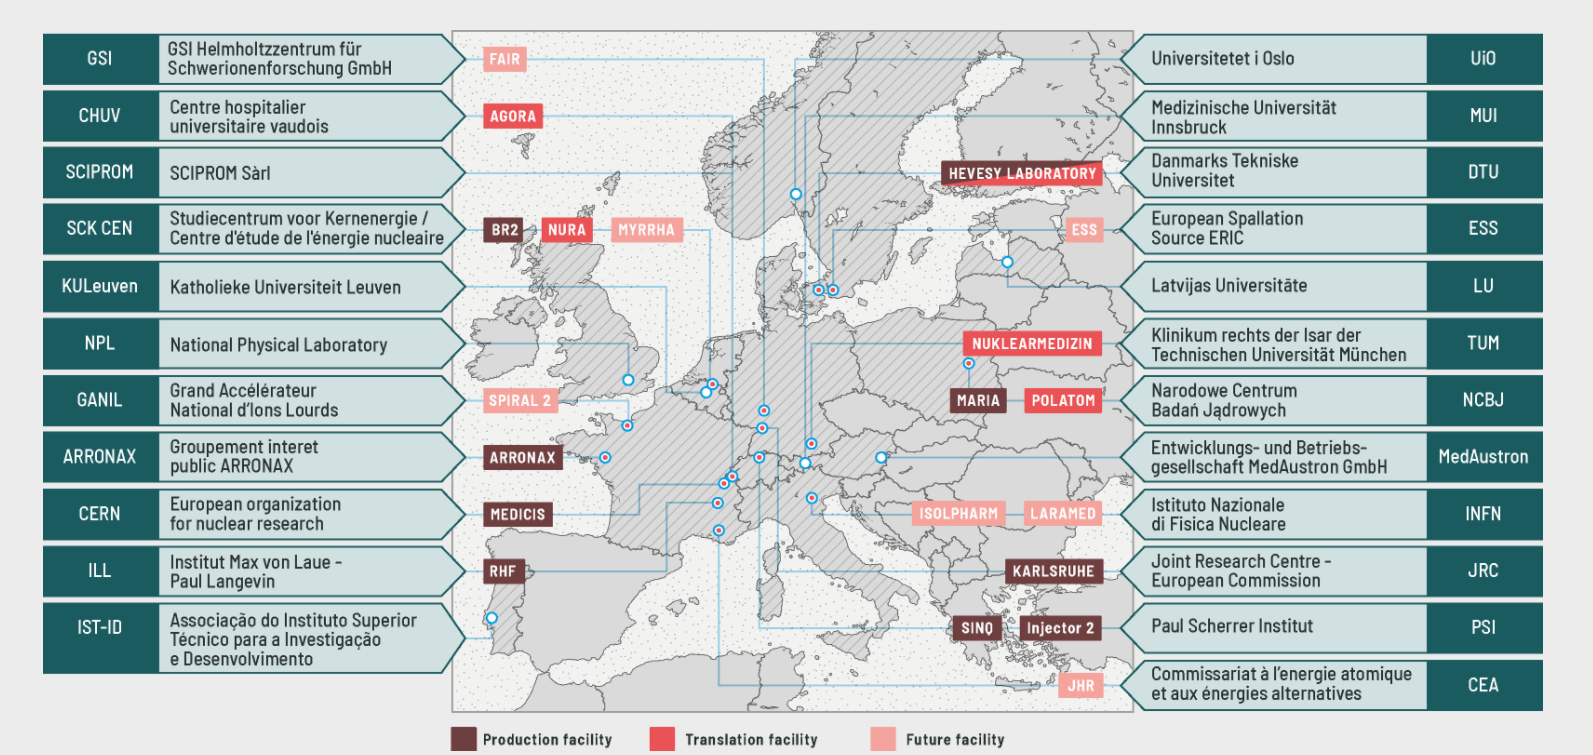 GSI
GSI Helmholtzzentrum für
Schwerionenforschung GmbH
FAIR
CHUV
Centre hospitalier
universitaire vaudois
AGORA
SCIPROM
SCIPROM Sàrl
SCK CEN
Studiecentrum voor Kernenergie /
Centre d'étude de l'énergie nucleaire
BR2
NURA
MYRRHA
KULeuven
Katholieke Universiteit Leuven
NPL
National Physical Laboratory
GANIL
Grand Accélérateur
National d'Ions Lourds
SPIRAL 2
ARRONAX
Groupement interet
public ARRONAX
ARRONAX
CERN
European organization
for nuclear research
MEDICIS
ILL
Institut Max von Laue -
Paul Langevin
RHF
IST-ID
Associação do Instituto Superior
Técnico para a Investigação
e Desenvolvimento
Universitetet i Oslo
UiO
Medizinische Universität
Innsbruck
MUI
HEVESY LABORATORY
Danmarks Tekniske
Universitet
DTU
ESS
European Spallation
Source ERIC
ESS
Latvijas Universitāte
LU
NUKLEARMEDIZIN
Klinikum rechts der Isar der
Technischen Universität München
TUM
MARIA
POLATOM
Narodowe Centrum
Badań Jądrowych
NCBJ
Entwicklungs- und Betriebs-
gesellschaft MedAustron GmbH
MedAustron
ISOLPHARM
LARAMED
Istituto Nazionale
di Fisica Nucleare
INFN
KARLSRUHE
Joint Research Centre -
European Commission
JRC
SINQ
Injector 2
Paul Scherrer Institut
PSI
JHR
Commissariat à l'energie atomique
et aux énergies alternatives
CEA
Production facility
Translation facility
Future facility